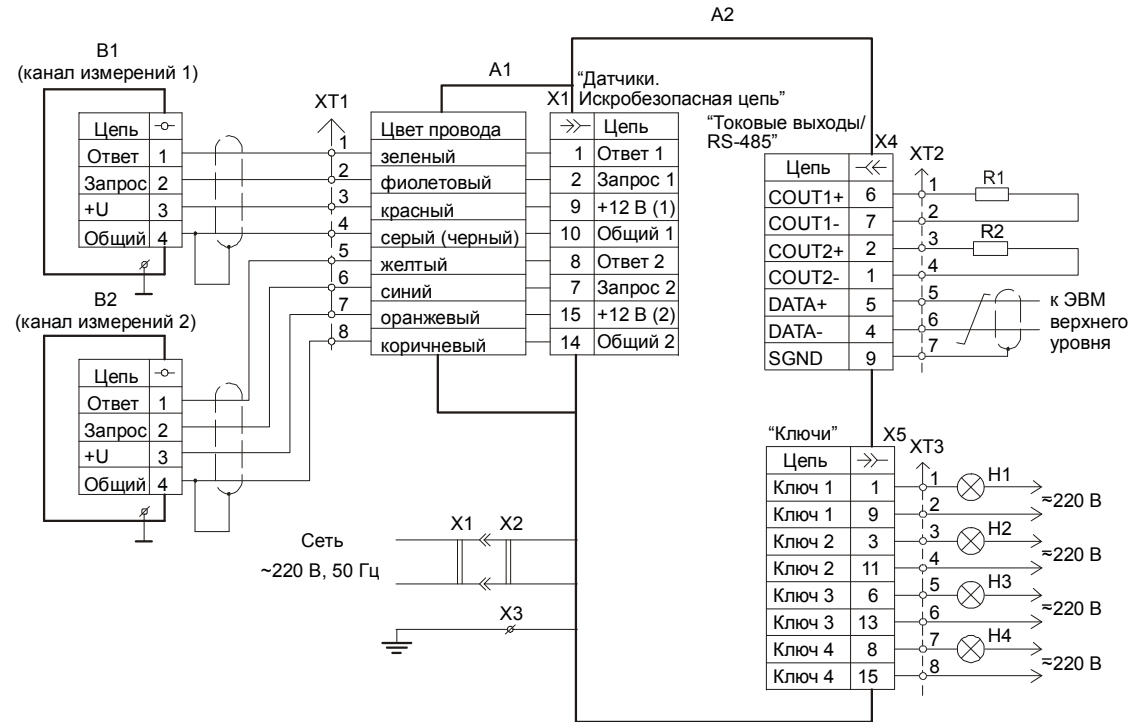 A2
B1
(канал измерений 1)
Цепь
Ответ 1
Запрос 2
+U 3
Общий 4
B2
(канал измерений 2)
Цепь
Ответ 1
Запрос 2
+U 3
Общий 4
XT1
1
2
3
4
5
6
7
8
A1
Цвет провода
зеленый
фиолетовый
красный
серый (черный)
желтый
синий
оранжевый
коричневый
“Датчики.
X1 Искробезопасная цепь”
Цепь
1 Ответ 1
2 Запрос 1
9 +12 В (1)
10 Общий 1
8 Ответ 2
7 Запрос 2
15 +12 В (2)
14 Общий 2
“Токовые выходы/
RS-485”
X4
Цепь
COUT1+ 6
COUT1- 7
COUT2+ 2
COUT2- 1
DATA+ 5
DATA- 4
SGND 9
XT2
1
2
3
4
5
6
7
R1
R2
к ЭВМ
верхнего
уровня
“Ключи”
X5
Цепь
Ключ 1 1
Ключ 1 9
Ключ 2 3
Ключ 2 11
Ключ 3 6
Ключ 3 13
Ключ 4 8
Ключ 4 15
XT3
1
2
3
4
5
6
7
8
H1
≈220 В
H2
≈220 В
H3
≈220 В
H4
≈220 В
Сеть
~220 В, 50 Гц
X1
X2
X3